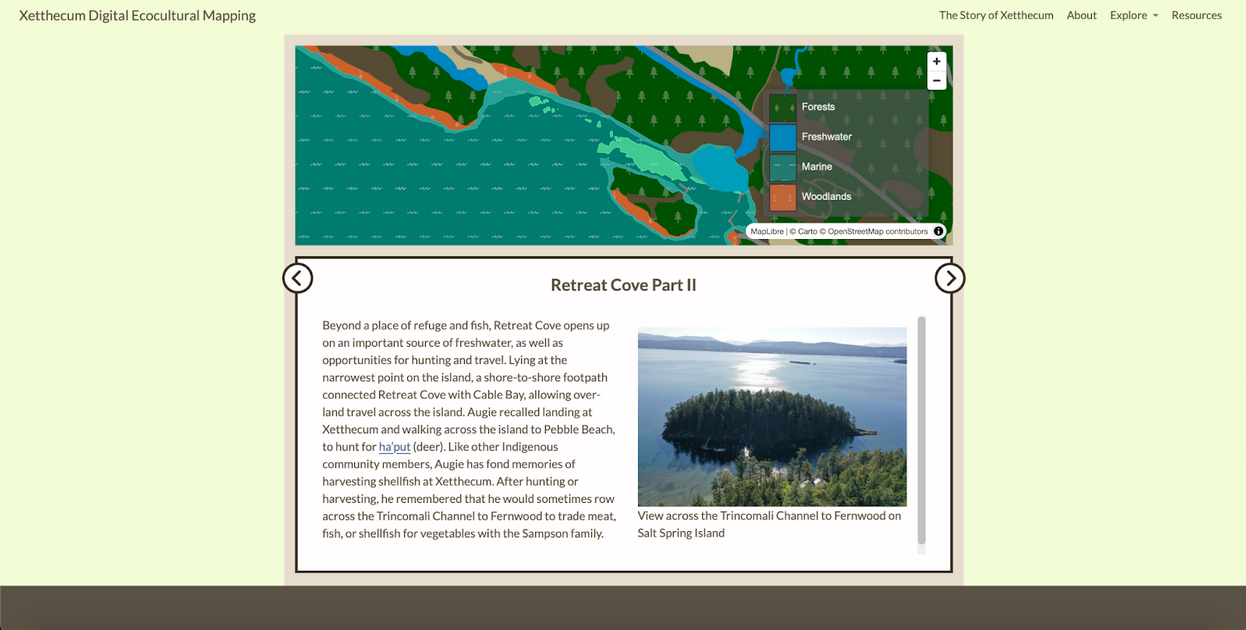 Xetthecum Digital Ecocultural Mapping
The Story of Xetthecum About Explore Resources
+
−
Forests
Freshwater
Marine
Woodlands
MapLibre | © Carto © OpenStreetMap contributors
Retreat Cove Part II
Beyond a place of refuge and fish, Retreat Cove opens up
on an important source of freshwater, as well as
opportunities for hunting and travel. Lying at the
narrowest point on the island, a shore-to-shore footpath
connected Retreat Cove with Cable Bay, allowing over-
land travel across the island. Augie recalled landing at
Xetthecum and walking across the island to Pebble Beach,
to hunt for ha'put (deer). Like other Indigenous
community members, Augie has fond memories of
harvesting shellfish at Xetthecum. After hunting or
harvesting, he remembered that he would sometimes row
across the Trincomali Channel to Fernwood to trade meat,
fish, or shellfish for vegetables with the Sampson family.
View across the Trincomali Channel to Fernwood on
Salt Spring Island